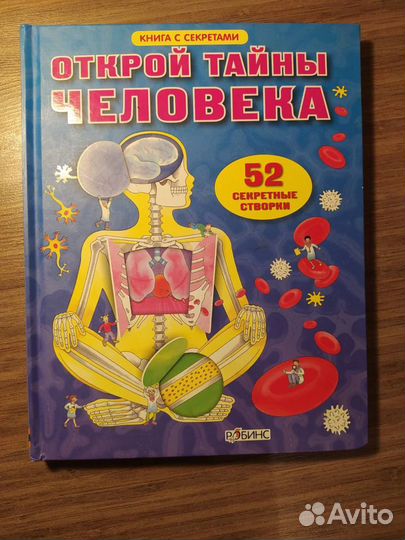 КНИГА С СЕКРЕТАМИ
ОТКРОЙ ТАЙНЫ
ЧЕЛОВЕКА
52
СЕКРЕТНЫЕ
СТВОРКИ
РОБИНС
Avito